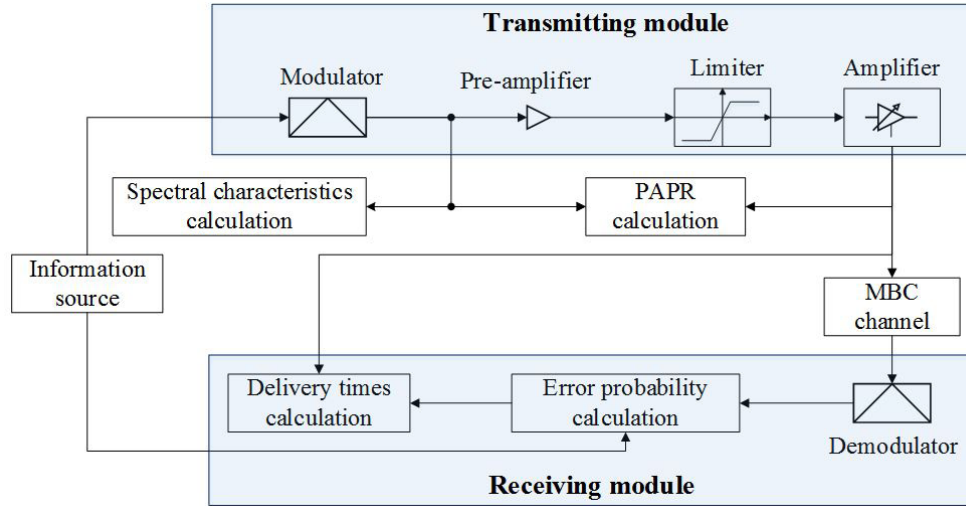 Transmitting module
Modulator
Pre-amplifier
Limiter
Amplifier
Spectral characteristics
calculation
PAPR
calculation
Information
source
MBC
channel
Delivery times
calculation
Error probability
calculation
Demodulator
Receiving module